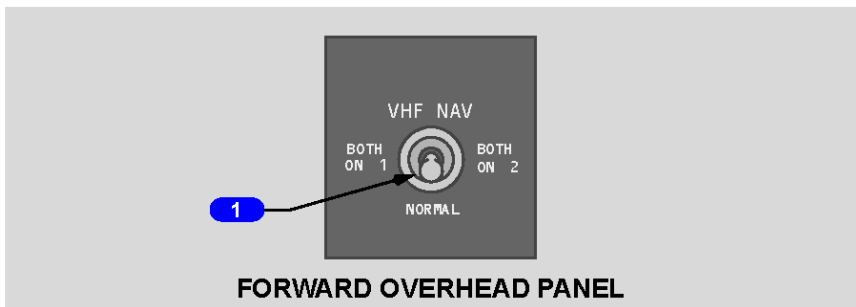 VHF NAV
BOTH ON 1
BOTH ON 2
NORMAL
1
FORWARD OVERHEAD PANEL